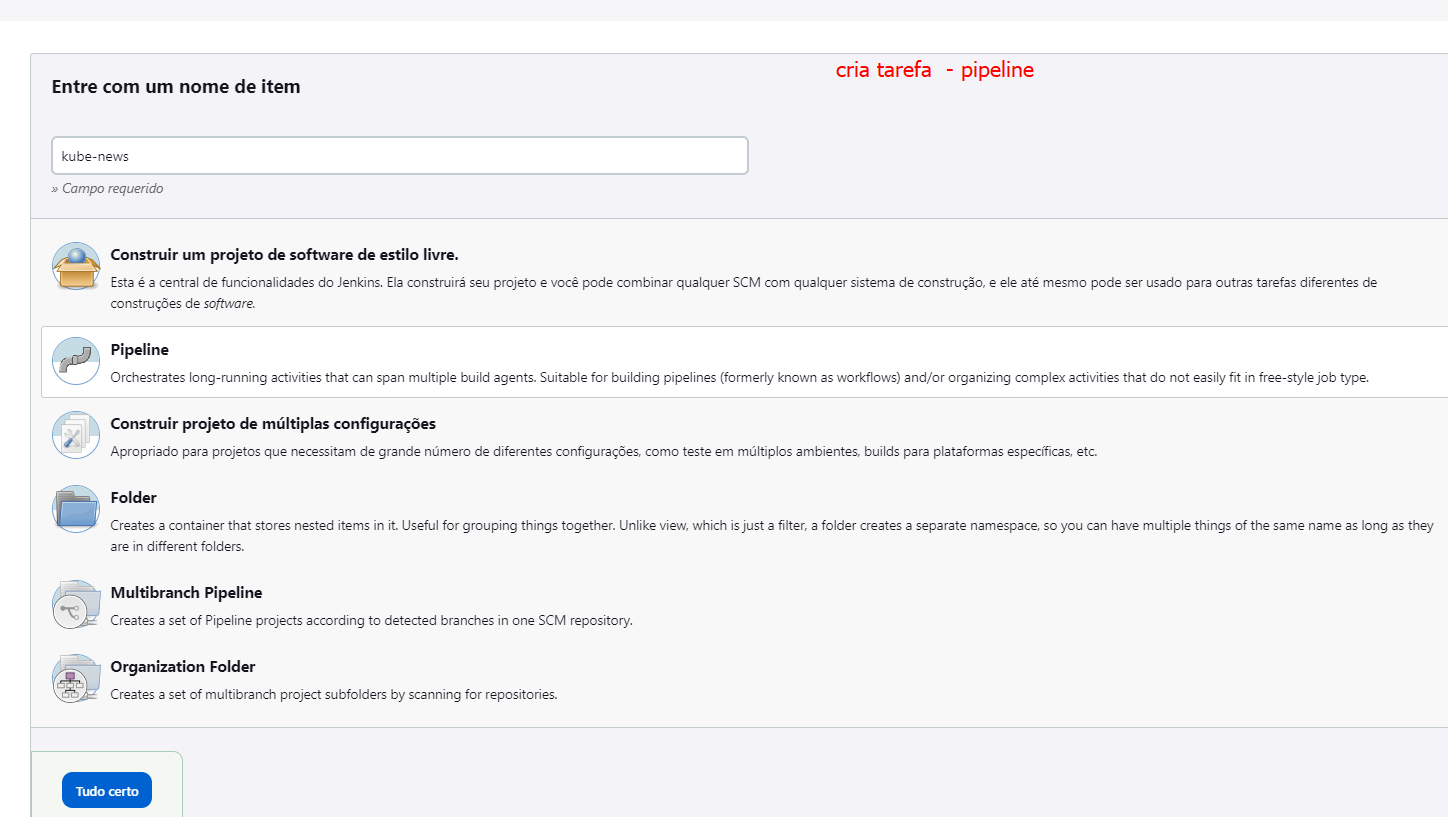 cria tarefa - pipeline
Entre com um nome de item
kube-news
» Campo requerido
Construir um projeto de software de estilo livre.
Esta é a central de funcionalidades do Jenkins. Ela construirá seu projeto e você pode combinar qualquer SCM com qualquer sistema de construção, e ele até mesmo pode ser usado para outras tarefas diferentes de
construções de software.
Pipeline
Orchestrates long-running activities that can span multiple build agents. Suitable for building pipelines (formerly known as workflows) and/or organizing complex activities that do not easily fit in free-style job type.
Construir projeto de múltiplas configurações
Apropriado para projetos que necessitam de grande número de diferentes configurações, como teste em múltiplos ambientes, builds para plataformas específicas, etc.
Folder
Creates a container that stores nested items in it. Useful for grouping things together. Unlike view, which is just a filter, a folder creates a separate namespace, so you can have multiple things of the same name as long as they
are in different folders.
Multibranch Pipeline
Creates a set of Pipeline projects according to detected branches in one SCM repository.
Organization Folder
Creates a set of multibranch project subfolders by scanning for repositories.
Tudo certo